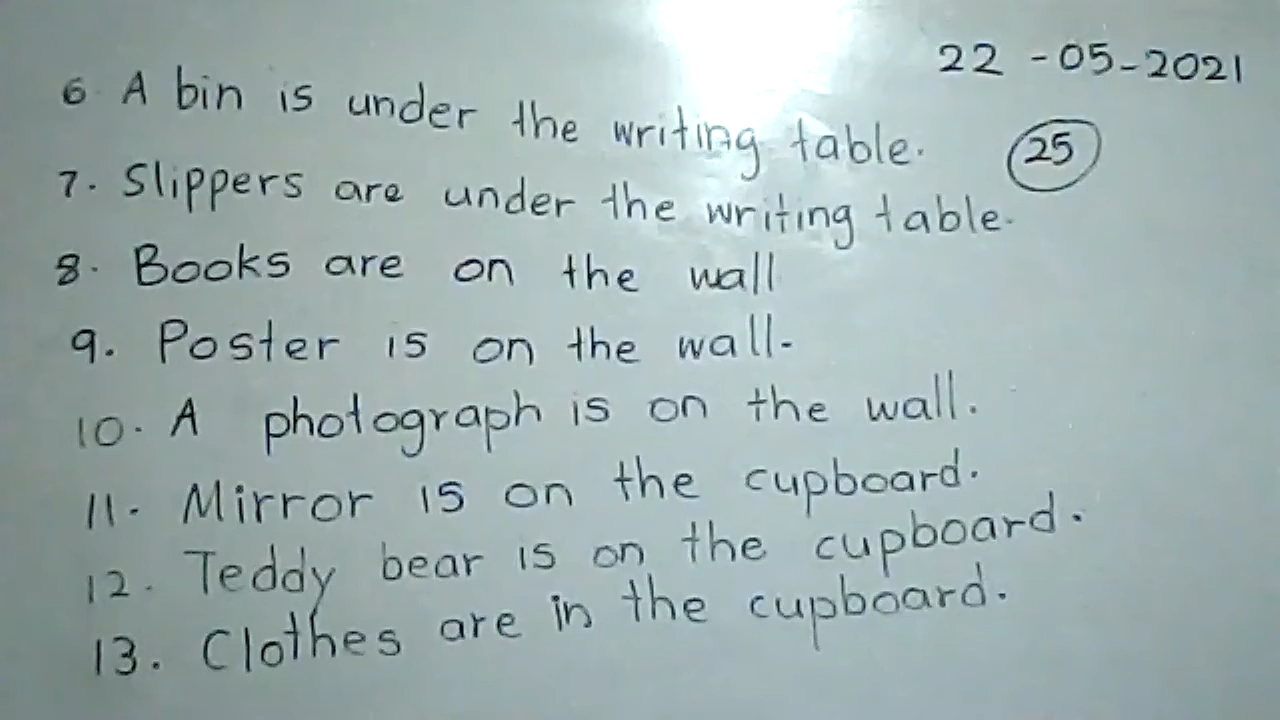 22-05-2021
6 A bin is under the writing table.
25
7. Slippers are under the writing table.
8. Books are on the wall
9. Poster is on the wall.
10. A photograph is on the wall.
11. Mirror is on the cupboard.
12. Teddy bear is on the cupboard.
13. Clothes are in the cupboard.